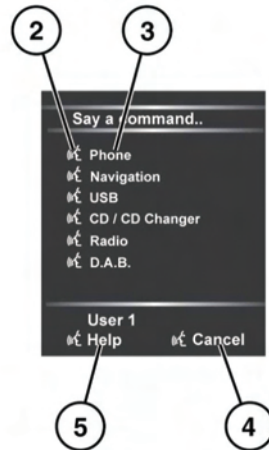 2 3
Say a command..
Phone
Navigation
USB
CD / CD Changer
Radio
D.A.B.
User 1
Help Cancel
5 4